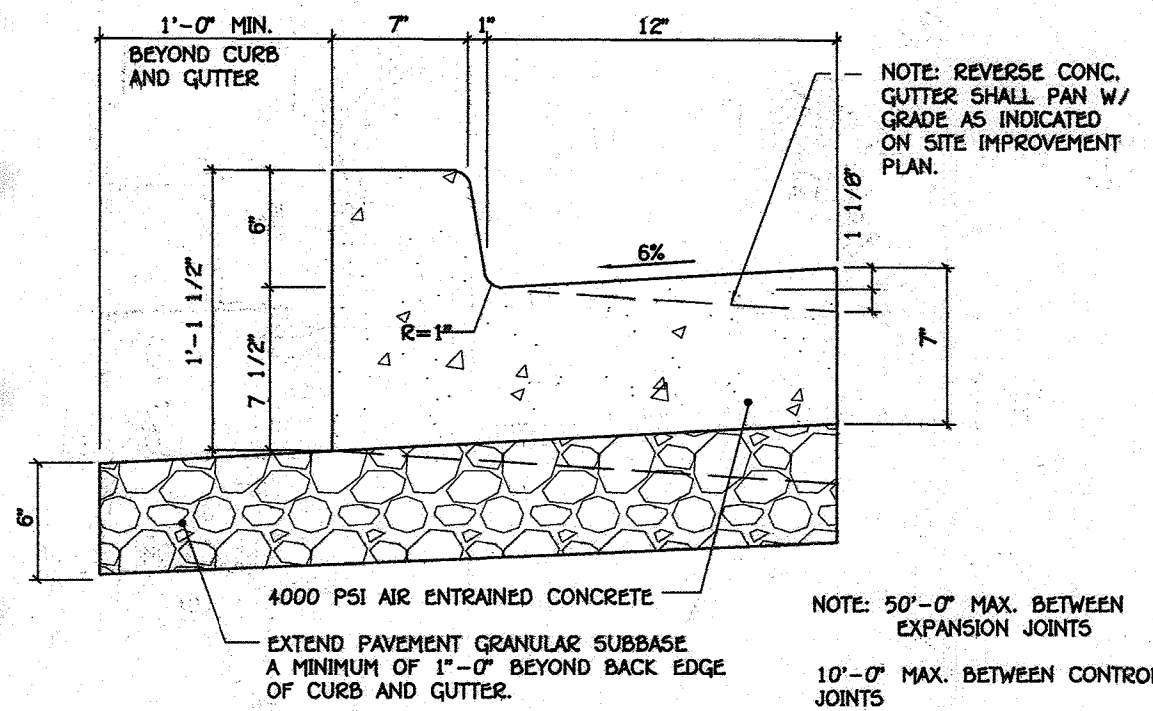 1'-0" MIN.
BEYOND CURB
AND GUTTER
7"
1"
12"
NOTE: REVERSE CONC.
GUTTER SHALL PAN W/
GRADE AS INDICATED
ON SITE IMPROVEMENT
PLAN.
1 1/8"
6"
6%
1'-1 1/2"
R=1"
7 1/2"
7"
6"
4000 PSI AIR ENTRAINED CONCRETE
EXTEND PAVEMENT GRANULAR SUBBASE
A MINIMUM OF 1"-0" BEYOND BACK EDGE
OF CURB AND GUTTER.
NOTE: 50'-0" MAX. BETWEEN
EXPANSION JOINTS
10'-0" MAX. BETWEEN CONTROL
JOINTS